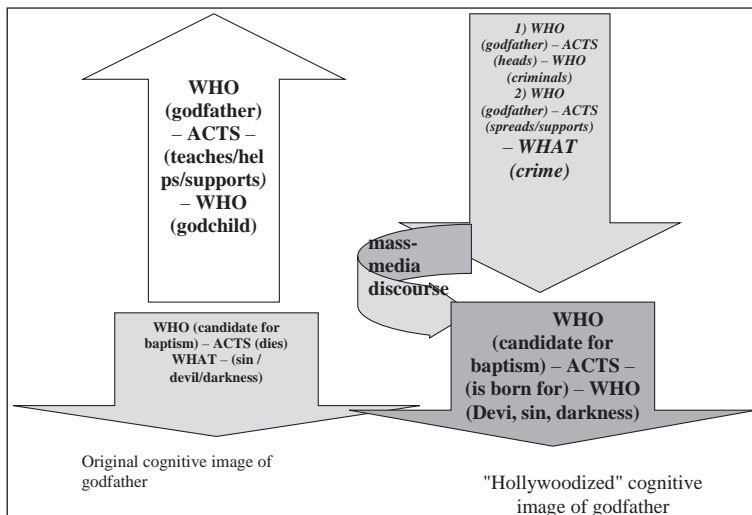 WHO
(godfather)
– ACTS –
(teaches/hel
ps/supports)
– WHO
(godchild)
WHO (candidate for
baptism) – ACTS (dies)
WHAT – (sin /
devil/darkness)
Original cognitive image of
godfather
1) WHO
(godfather) – ACTS
(heads) – WHO
(criminals)
2) WHO
(godfather) – ACTS
(spreads/supports)
– WHAT
(crime)
mass-
media
discourse
WHO
(candidate for
baptism) – ACTS –
(is born for) – WHO
(Devi, sin, darkness)
"Hollywoodized" cognitive
image of godfather